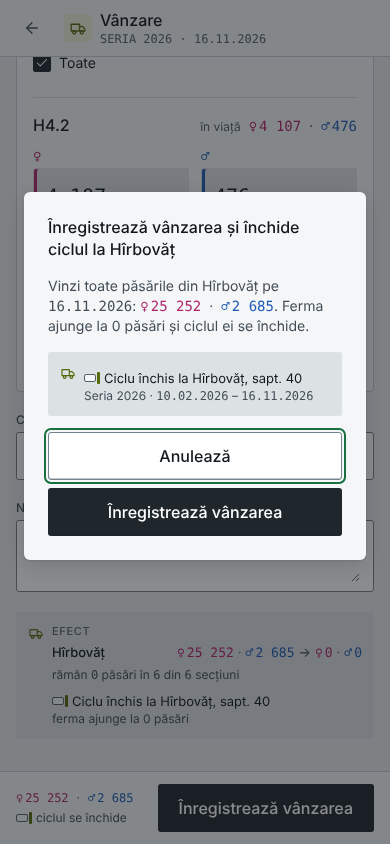 Vânzare
SERIA 2026 · 16.11.2026
Toate
H4.2
în viață ♀4 107 · ♂476
♀ ♂
Înregistrează vânzarea și închide
ciclul la Hîrbovăț
Vinzi toate păsările din Hîrbovăț pe
16.11.2026: ♀25 252 · ♂2 685. Ferma
ajunge la 0 păsări și ciclul ei se închide.
Ciclu închis la Hîrbovăț, sapt. 40
Seria 2026 · 10.02.2026 – 16.11.2026
Anulează
Înregistrează vânzarea
EFECT
Hîrbovăț ♀25 252 · ♂2 685 → ♀0 · ♂0
rămân 0 păsări în 6 din 6 secțiuni
Ciclu închis la Hîrbovăț, sapt. 40
ferma ajunge la 0 păsări
♀25 252 · ♂2 685
ciclul se închide
Înregistrează vânzarea